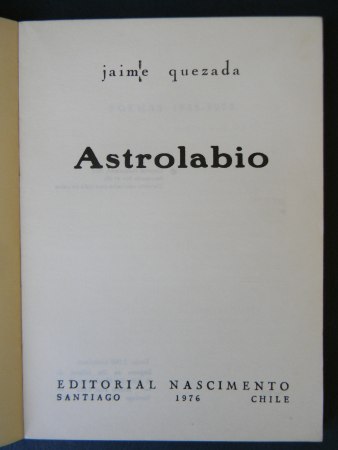 jaime quezada
Astrolabio
EDITORIAL NASCIMENTO
SANTIAGO 1976 CHILE